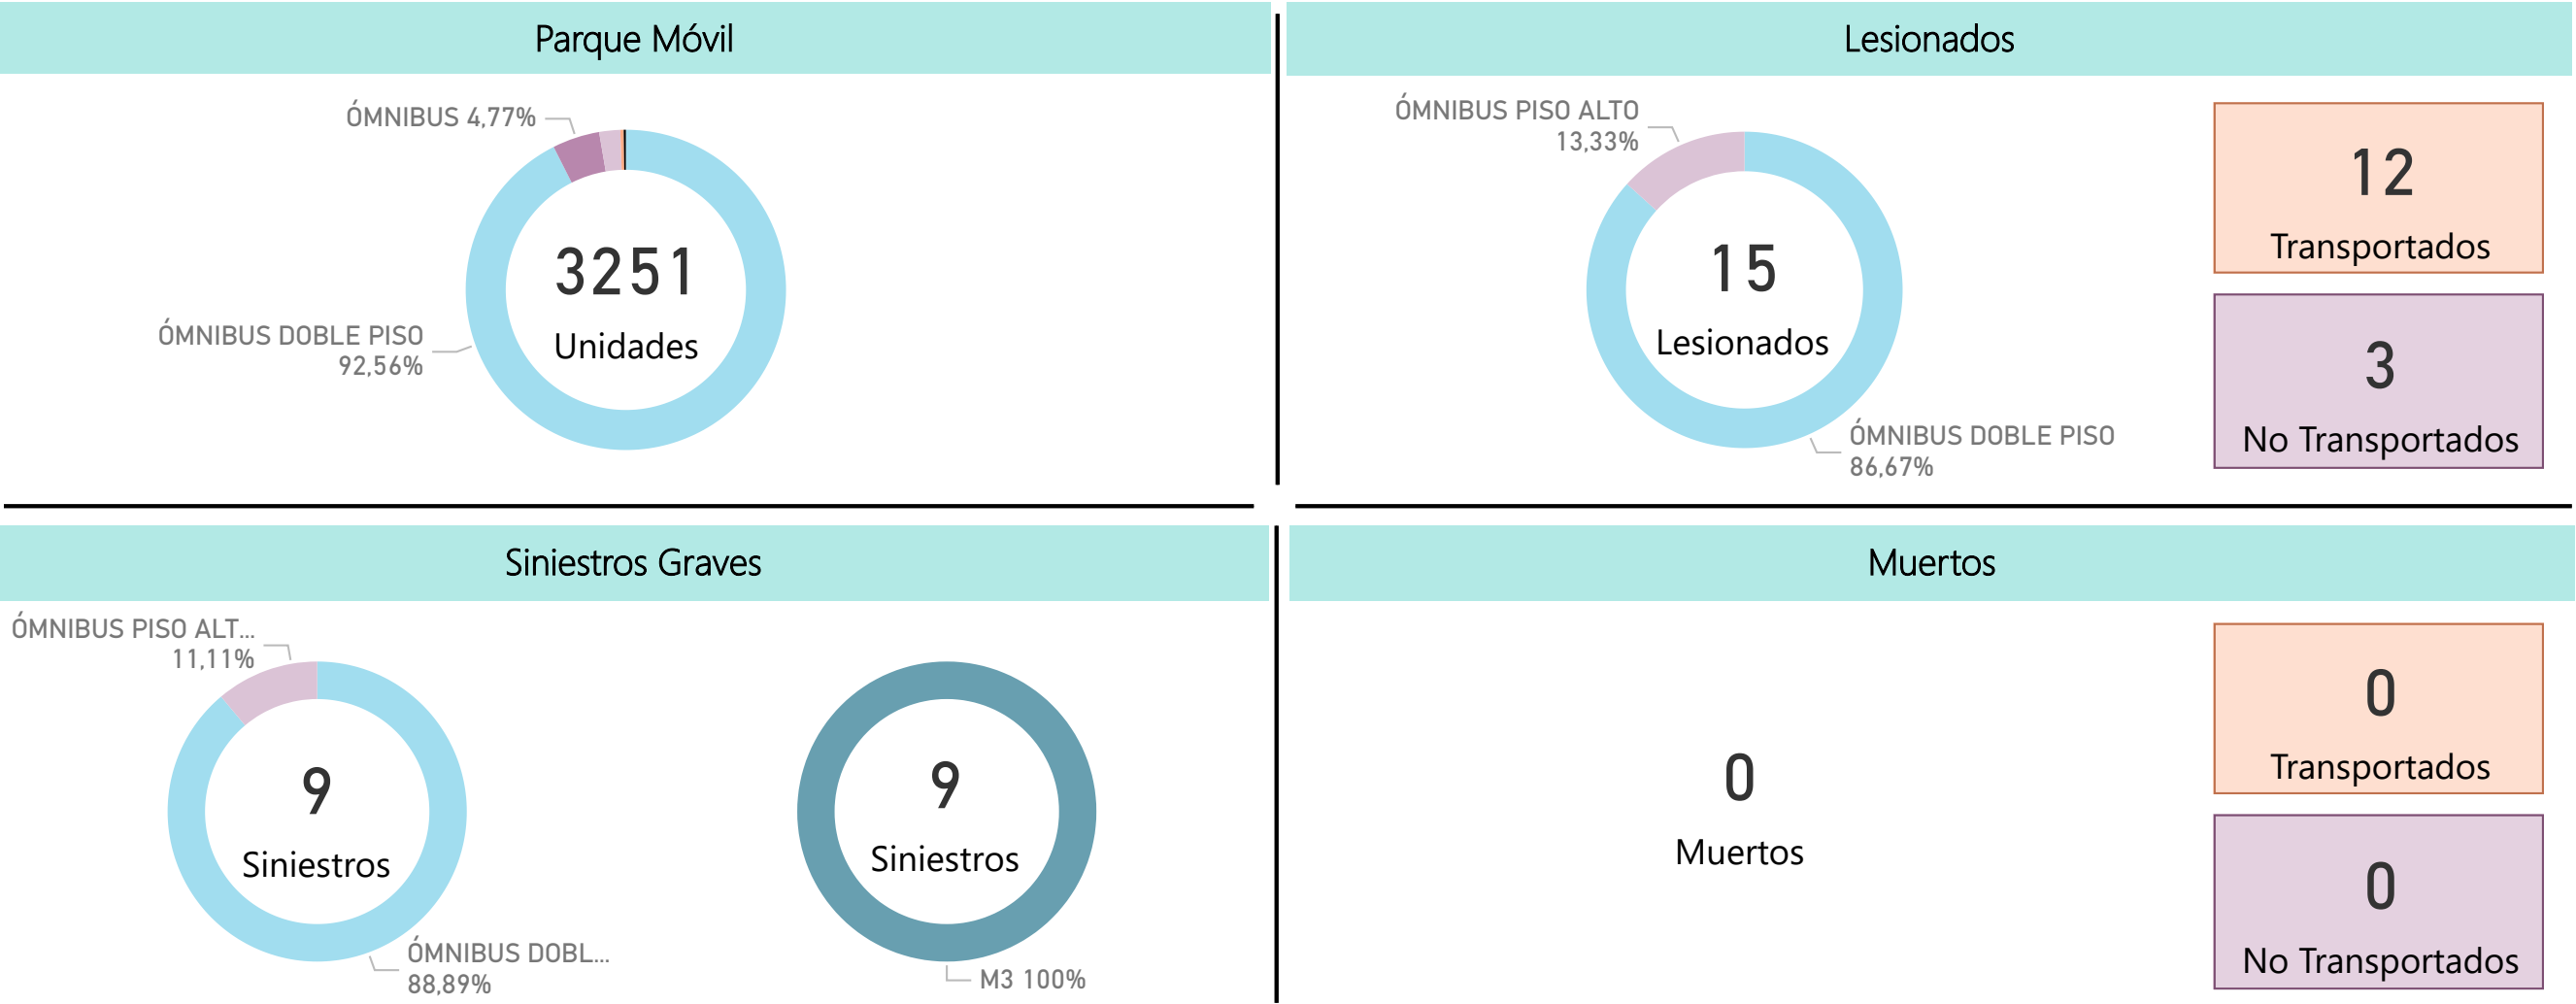 Parque Móvil
ÓMNIBUS 4,77%
3251
Unidades
ÓMNIBUS DOBLE PISO
92,56%
Lesionados
ÓMNIBUS PISO ALTO
13,33%
15
Lesionados
ÓMNIBUS DOBLE PISO
86,67%
12
Transportados
3
No Transportados
Siniestros Graves
ÓMNIBUS PISO ALT...
11,11%
9
Siniestros
ÓMNIBUS DOBL...
88,89%
9
Siniestros
M3 100%
Muertos
0
Muertos
0
Transportados
0
No Transportados